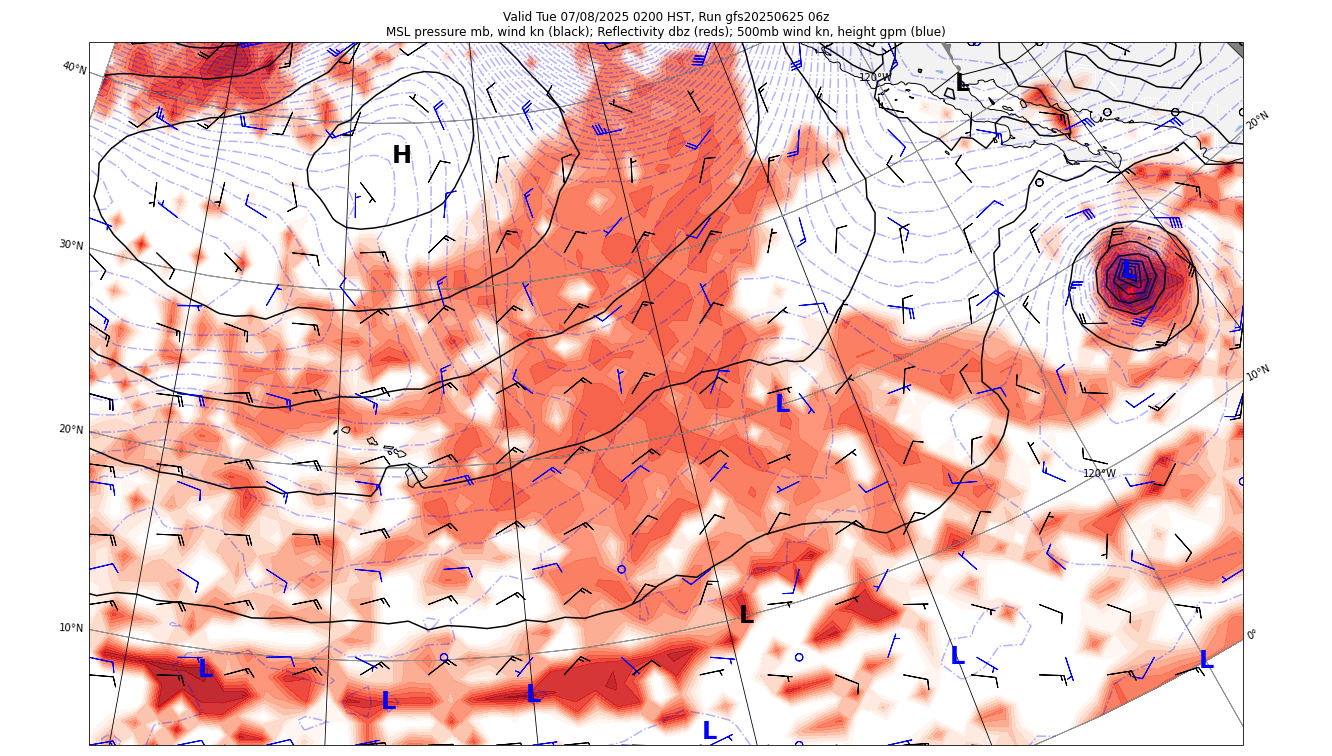 Valid Tue 07/08/2025 0200 HST, Run gfs20250625 06z
MSL pressure mb, wind kn (black); Reflectivity dbz (reds); 500mb wind kn, height gpm (blue)
40°N
120°W
L
20°N
H
30°N
L
10°N
L
20°N
120°W
L
10°N
0°
L
L
L
L
L
L